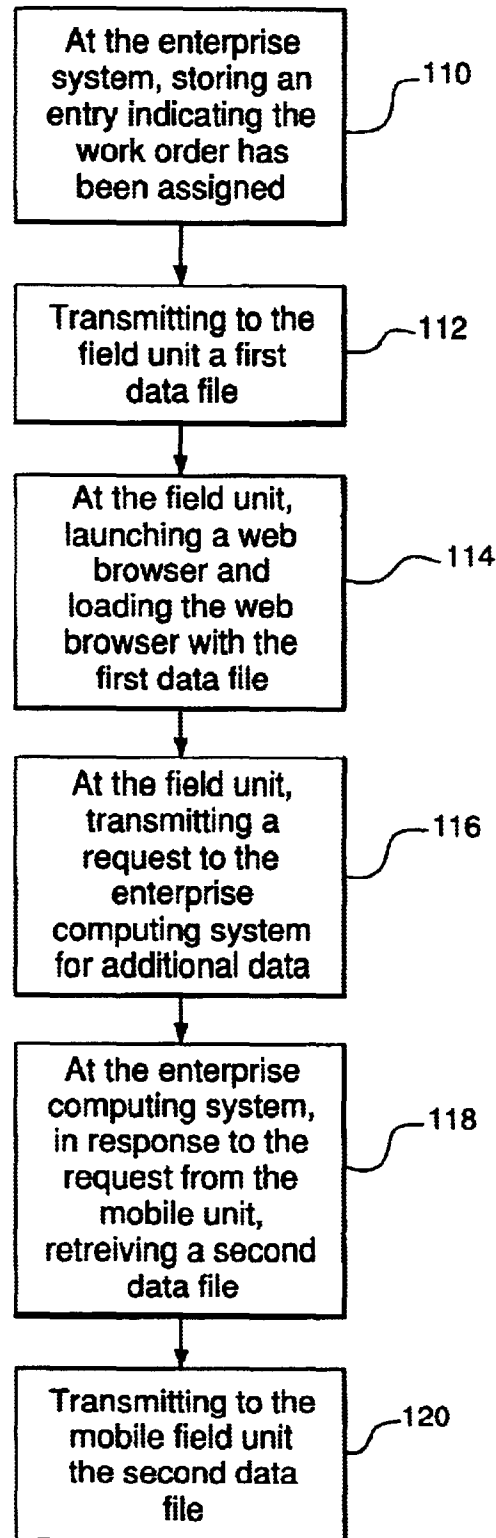 At the enterprise
system, storing an
entry indicating the
work order has
been assigned
110
Transmitting to the
field unit a first
data file
112
At the field unit,
launching a web
browser and
loading the web
browser with the
first data file
114
At the field unit,
transmitting a
request to the
enterprise
computing system
for additional data
116
At the enterprise
computing system,
in response to the
request from the
mobile unit,
retreiving a second
data file
118
Transmitting to the
mobile field unit
the second data
file
120